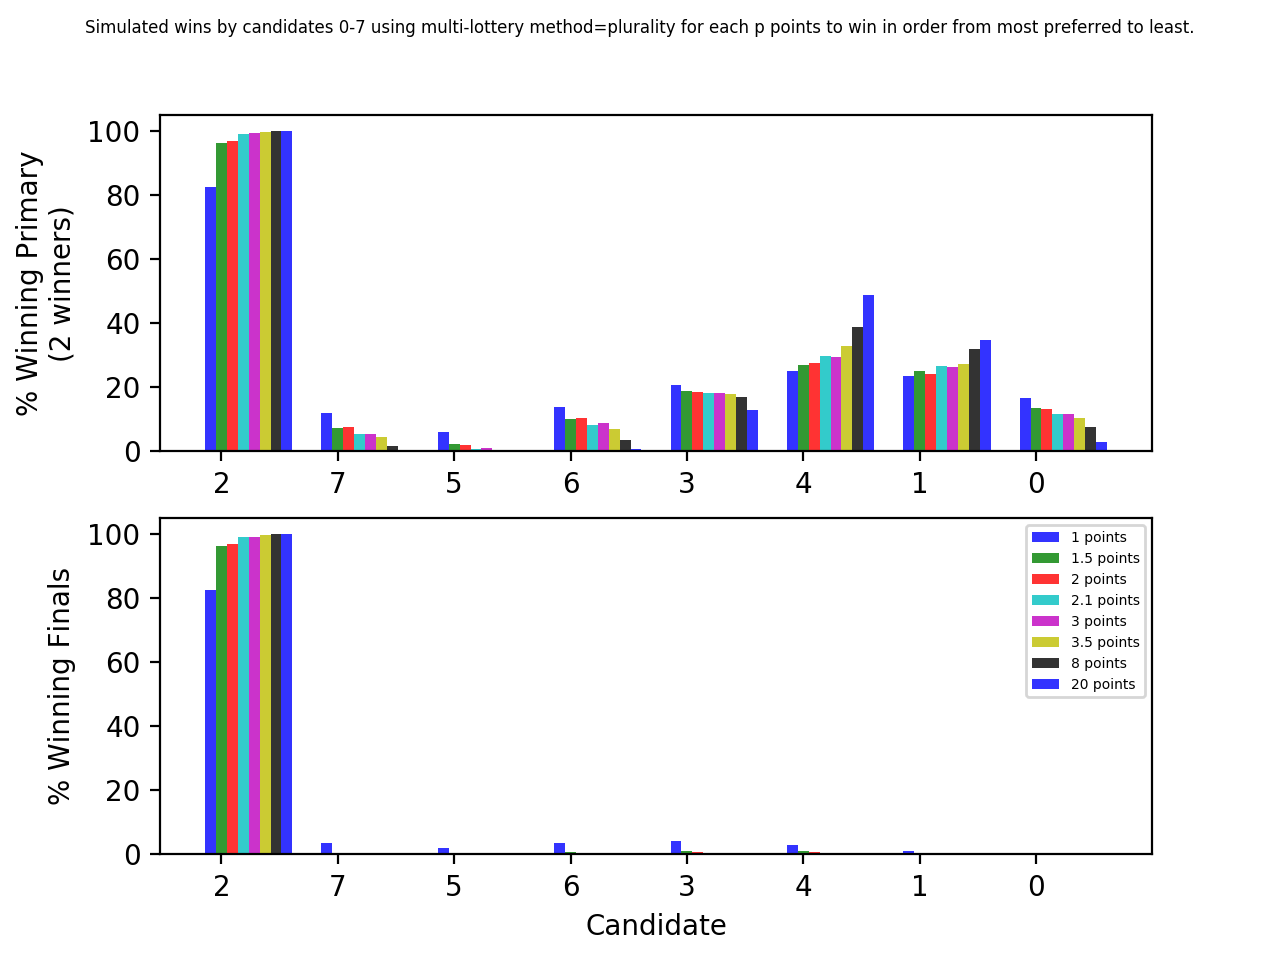 Simulated wins by candidates 0-7 using multi-lottery method=plurality for each p points to win in order from most preferred to least.
% Winning Primary
(2 winners)
100
80
60
40
20
0
2 7 5 6 3 4 1 0
% Winning Finals
100
80
60
40
20
0
1 points
1.5 points
2 points
2.1 points
3 points
3.5 points
8 points
20 points
2 7 5 6 3 4 1 0
Candidate